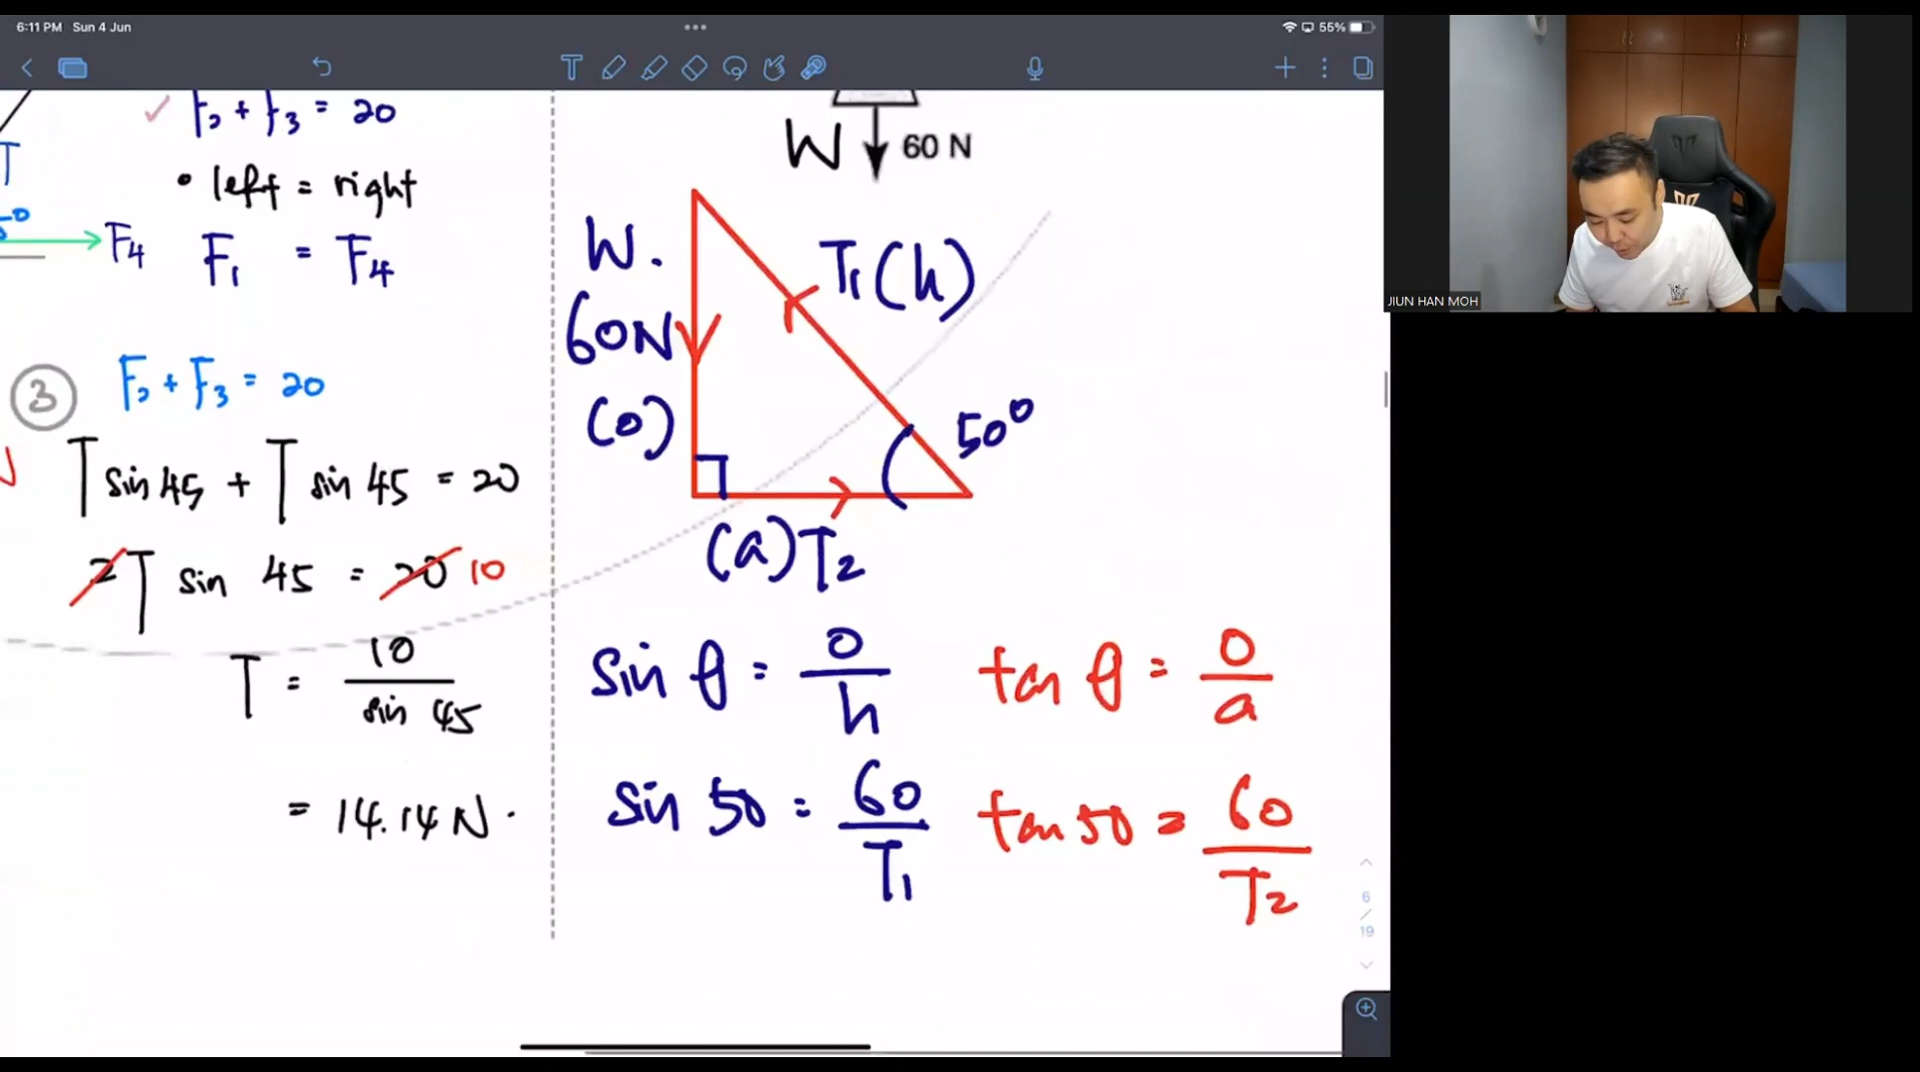 6:11 PM Sun 4 Jun
55%
F₂ + F₃ = 20
• left = right
F₄ F₁ = F₄
T
3
F₂ + F₃ = 20
T sin 45 + T sin 45 = 20
2T sin 45 = 20 10
T = 10 / sin 45
= 14.14 N .
W 60 N
W.
60N
(o)
T₁ (h)
50°
(a) T₂
sin θ = o / h
tan θ = o / a
sin 50 = 60 / T₁
tan 50 = 60 / T₂
6 / 19
JIUN HAN MOH